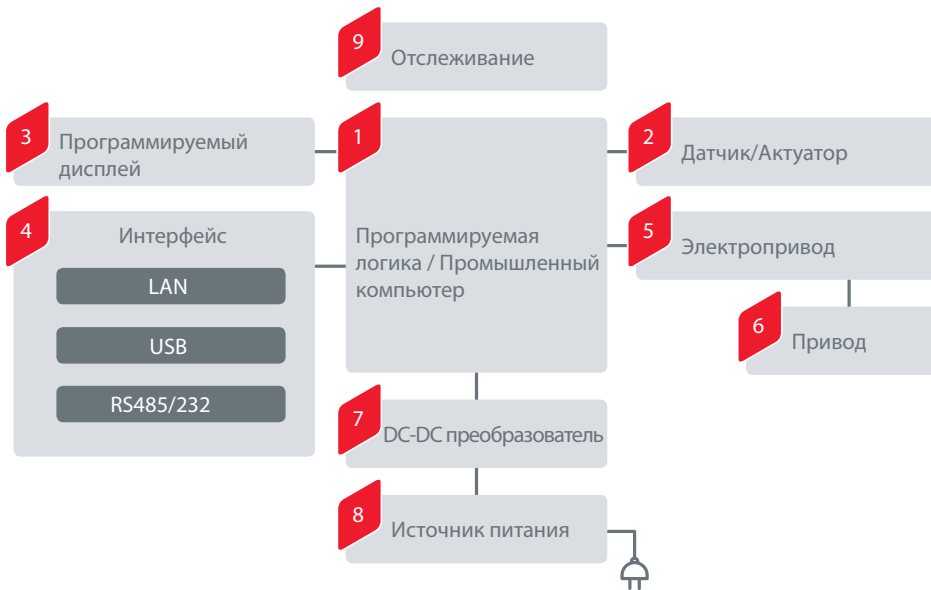 9
Отслеживание
3
Программируемый
дисплей
1
Программируемая
логика / Промышленный
компьютер
2
Датчик/Актуатор
4
Интерфейс
LAN
USB
RS485/232
5
Электропривод
6
Привод
7
DC-DC преобразователь
8
Источник питания